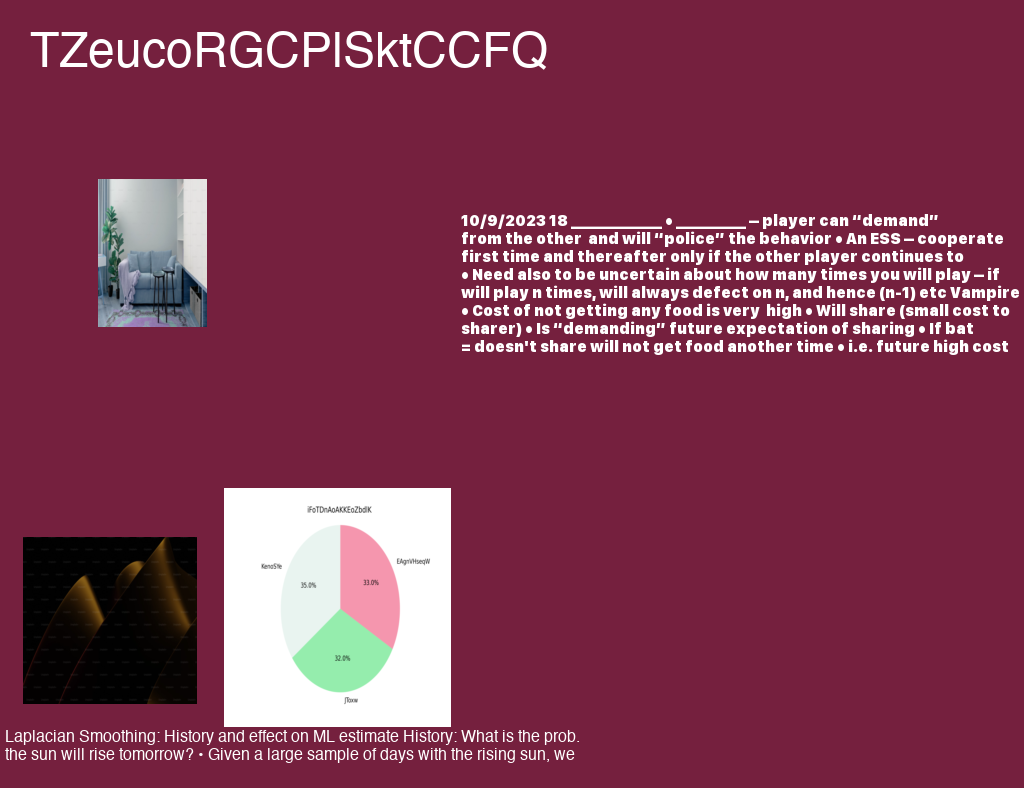 TZeucoRGCPlSktCCFQ
10/9/2023 18 ____________ • _________ – player can “demand”
from the other  and will “police” the behavior • An ESS – cooperate
first time and thereafter only if the other player continues to
• Need also to be uncertain about how many times you will play – if
will play n times, will always defect on n, and hence (n-1) etc Vampire
• Cost of not getting any food is very  high • Will share (small cost to
sharer) • Is “demanding” future expectation of sharing • If bat
= doesn't share will not get food another time • i.e. future high cost
iFoTDnAoAKKEoZbdlK
KenoSYe
EAgnVHseqW
35.0%
33.0%
32.0%
JToxw
Laplacian Smoothing: History and effect on ML estimate History: What is the prob.
the sun will rise tomorrow? • Given a large sample of days with the rising sun, we